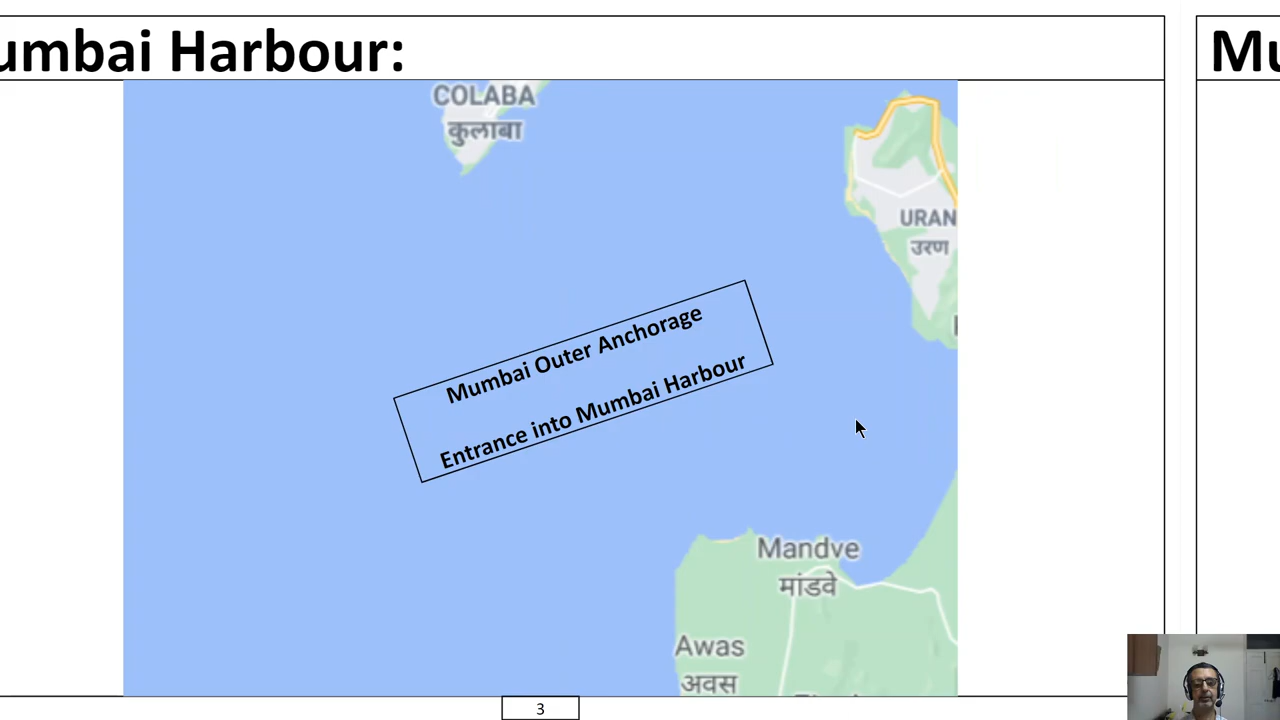 umbai Harbour:
Mu
COLABA
कुलाबा
URAN
उरण
Mumbai Outer Anchorage
Entrance into Mumbai Harbour
Mandve
मांडवे
Awas
अवस
3